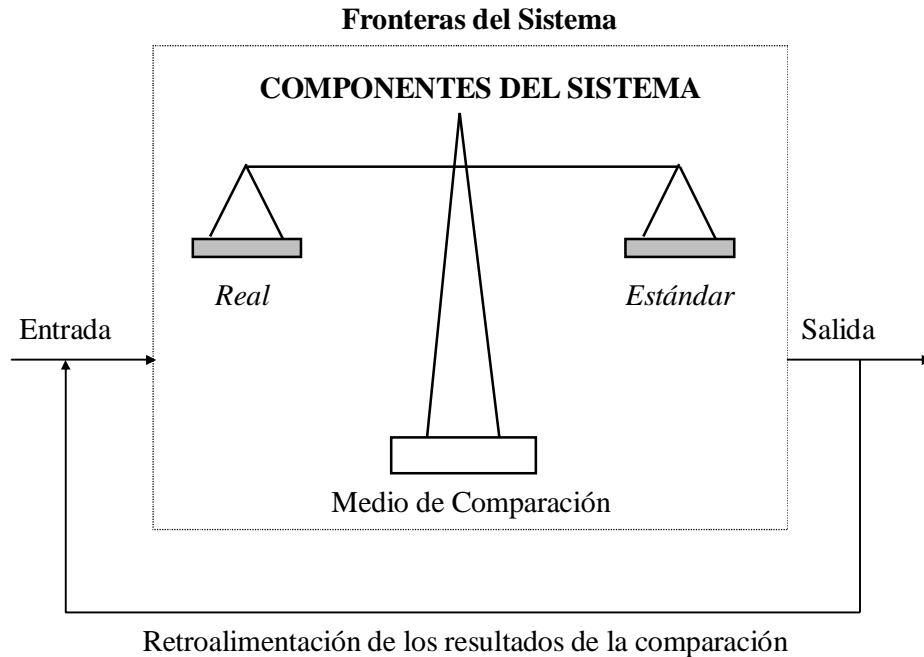 Fronteras del Sistema
COMPONENTES DEL SISTEMA
Real
Estándar
Entrada
Salida
Medio de Comparación
Retroalimentación de los resultados de la comparación